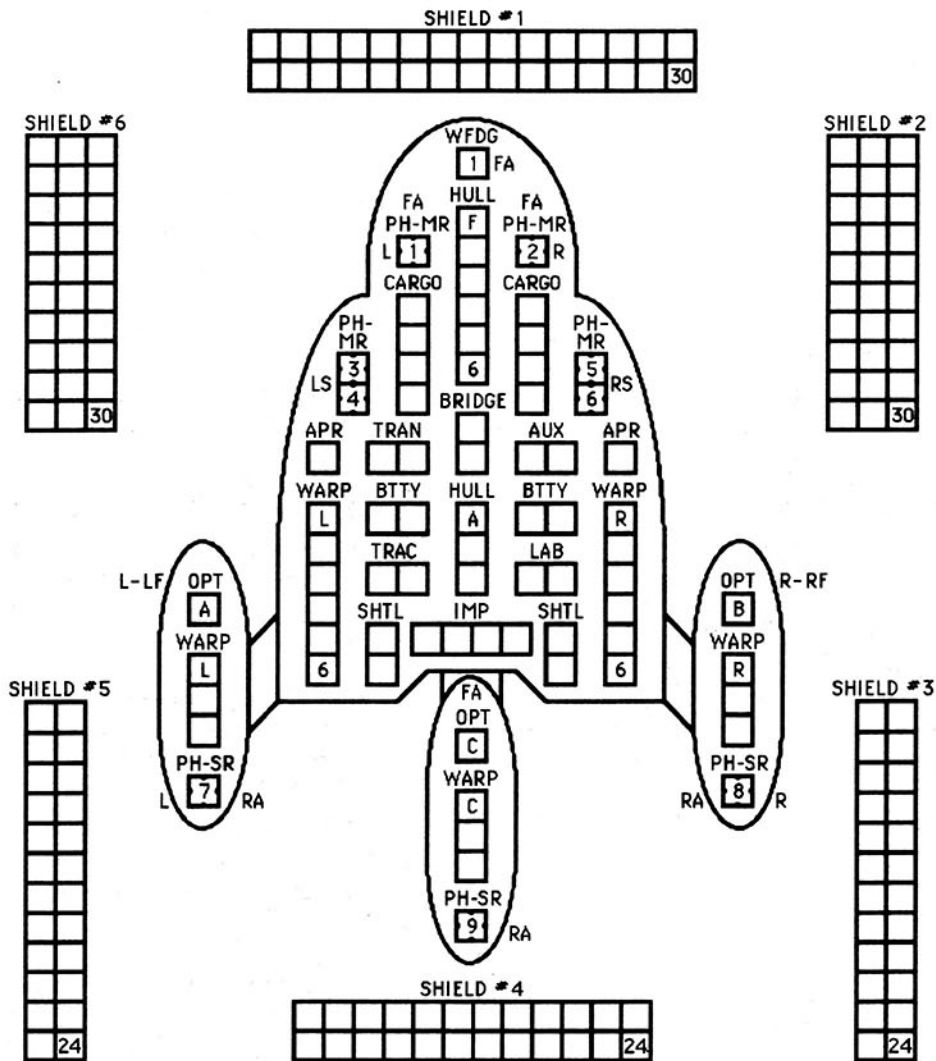 SHIELD #1
30
SHIELD #6
30
SHIELD #2
30
WFDG
1 FA
HULL
F
6
FA
PH-MR
L 1
FA
PH-MR
2 R
CARGO
CARGO
PH-
MR
3
LS
4
PH-
MR
5
RS
6
BRIDGE
APR TRAN AUX APR
WARP BTTY HULL BTTY WARP
L A R
TRAC LAB
SHTL IMP SHTL
6 6
L-LF OPT
A
WARP
L
PH-SR
L 7 RA
OPT R-RF
B
WARP
R
PH-SR
RA 8 R
FA
OPT
C
WARP
C
PH-SR
9 RA
SHIELD #5
24
SHIELD #3
24
SHIELD #4
24